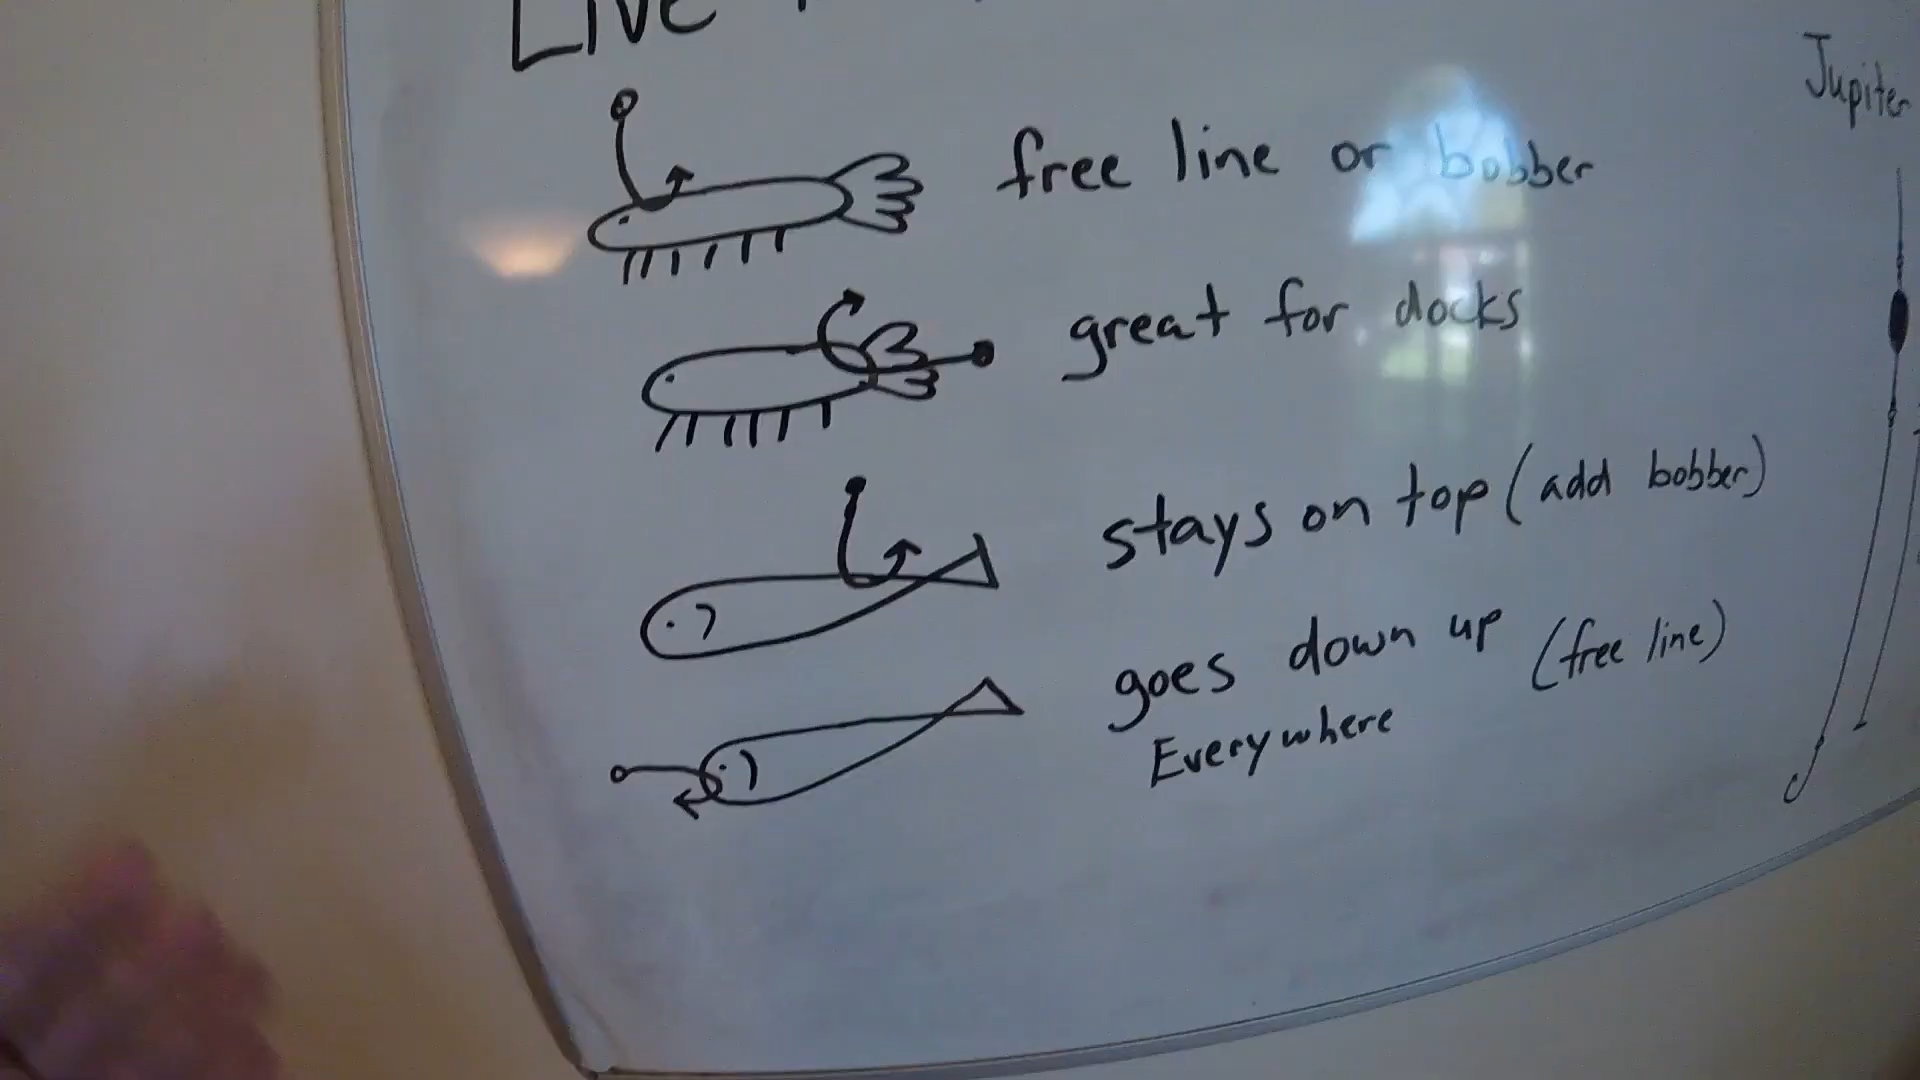 Live
Jupiter
free line or bobber
great for docks
stays on top (add bobber)
goes down up (free line)
Everywhere